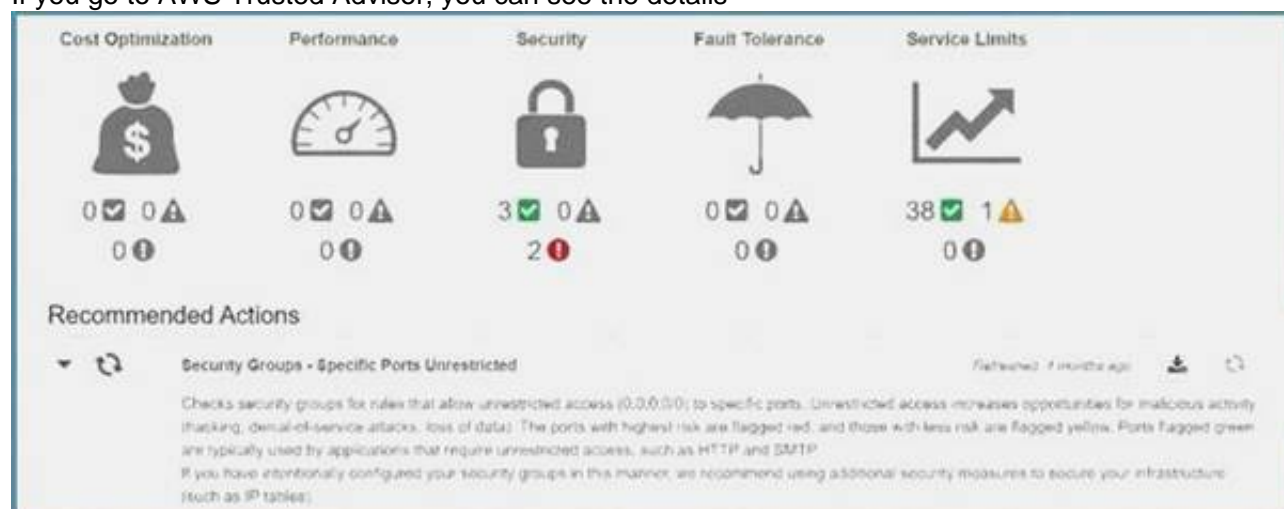 If you go to AWS Trusted Advisor, you can see the details
Cost Optimization Performance Security Fault Tolerance Service Limits
$
0 0 0 0 3 0 0 0 38 1
0 0 2 0 0
Recommended Actions
Security Groups - Specific Ports Unrestricted Refreshed: months ago
Checks security groups for rules that allow unrestricted access (0.0.0.0/0) to specific ports. Unrestricted access increases opportunities for malicious activity
(hacking, denial-of-service attacks, loss of data). The ports with highest risk are flagged red, and those with less risk are flagged yellow. Ports flagged green
are typically used by applications that require unrestricted access, such as HTTP and SMTP.
If you have intentionally configured your security groups in this manner, we recommend using additional security measures to secure your infrastructure
(such as IP tables).